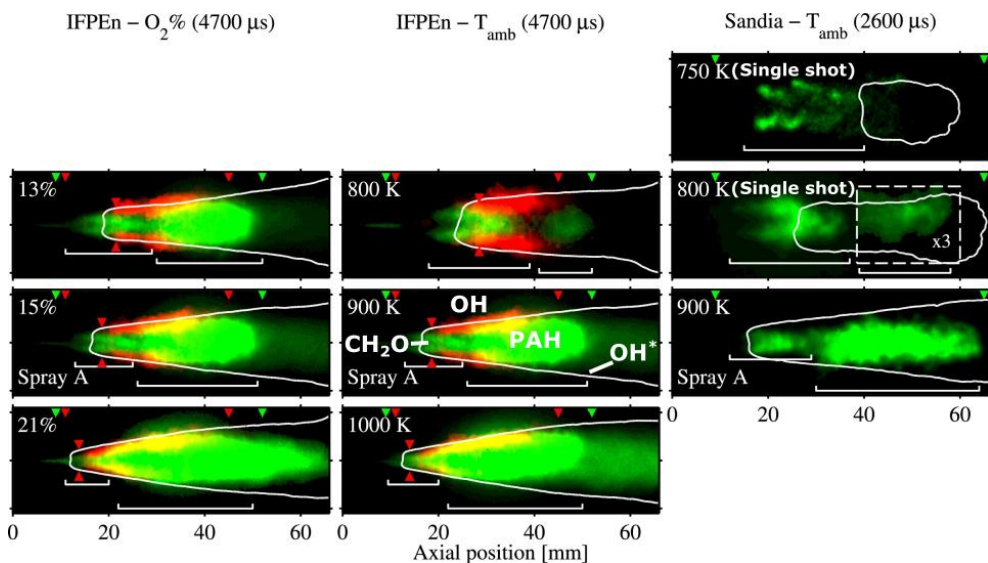 IFPEn – O2% (4700 µs)
IFPEn – Tamb (4700 µs)
Sandia – Tamb (2600 µs)
750 K (Single shot)
13%
800 K
800 K (Single shot)
x3
15%
Spray A
900 K
OH
CH2O
PAH
OH*
Spray A
900 K
Spray A
21%
1000 K
0 20 40 60
0 20 40 60
20 40 60
Axial position [mm]